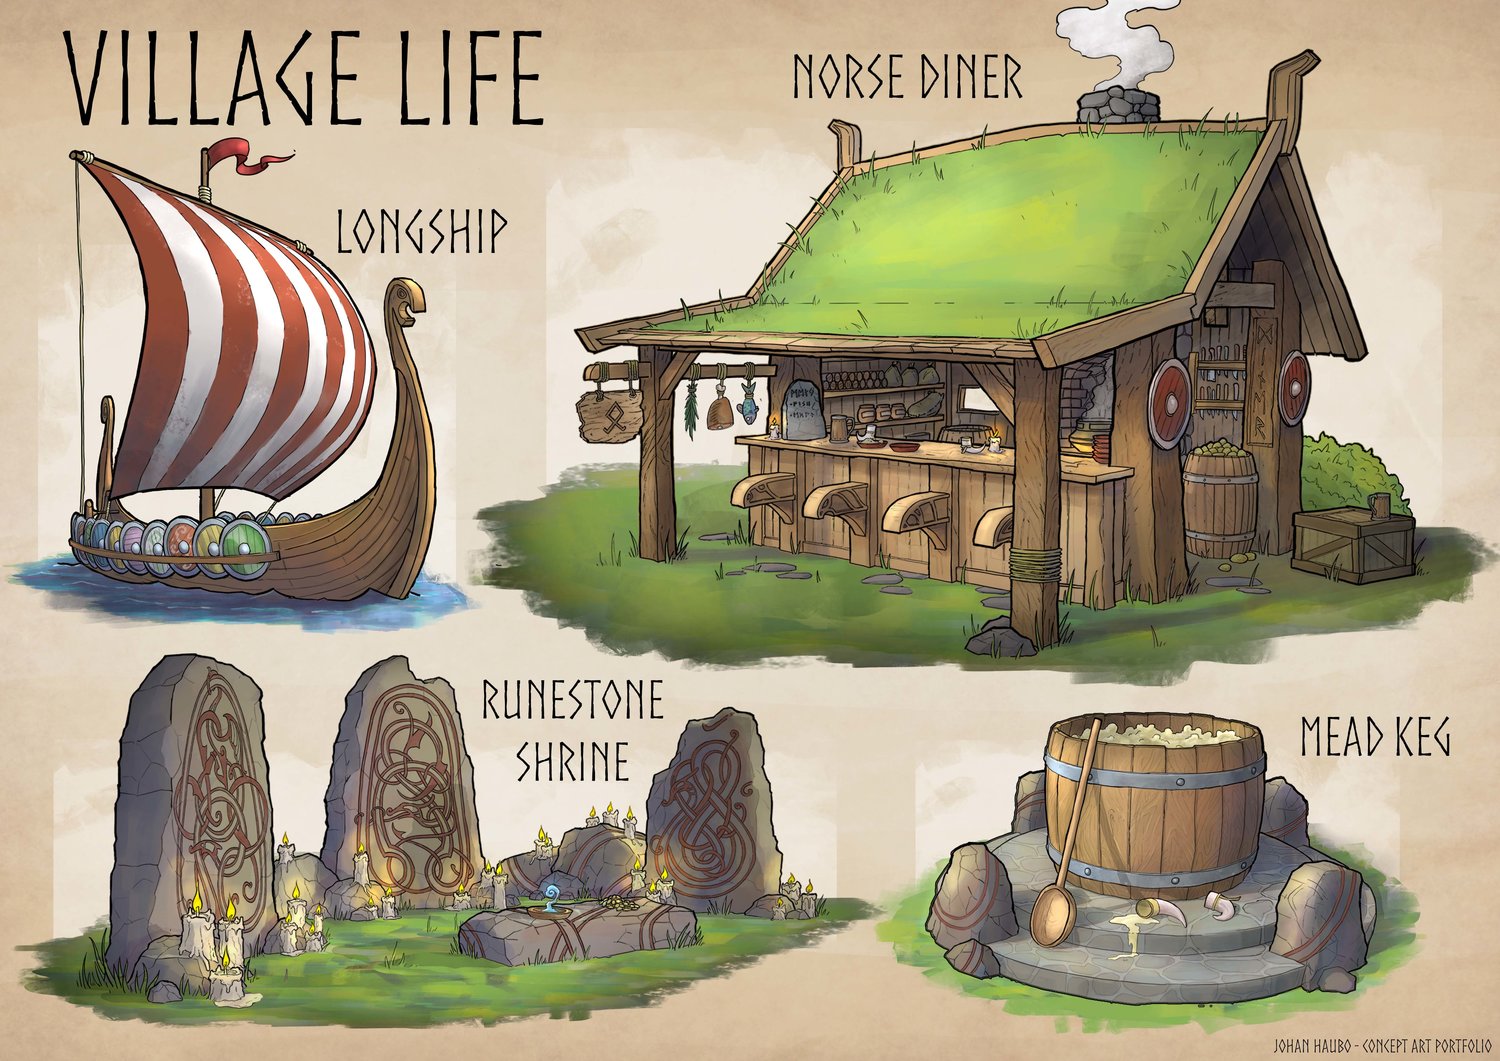 VILLAGE LIFE
NORSE DINER
LONGSHIP
ᛟ
RUNESTONE
SHRINE
MEAD KEG
JOHAN HAUBO - CONCEPT ART PORTFOLIO